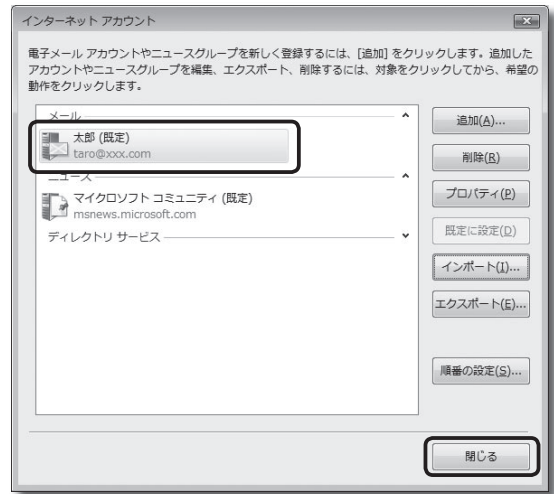 インターネット アカウント
電子メール アカウントやニュースグループを新しく登録するには、[追加] をクリックします。追加した
アカウントやニュースグループを編集、エクスポート、削除するには、対象をクリックしてから、希望の
動作をクリックします。
メール
太郎 (既定)
taro@xxx.com
ニュース
マイクロソフト コミュニティ (既定)
msnews.microsoft.com
ディレクトリ サービス
追加(A)...
削除(R)
プロパティ(P)
既定に設定(D)
インポート(I)...
エクスポート(E)...
順番の設定(S)...
閉じる